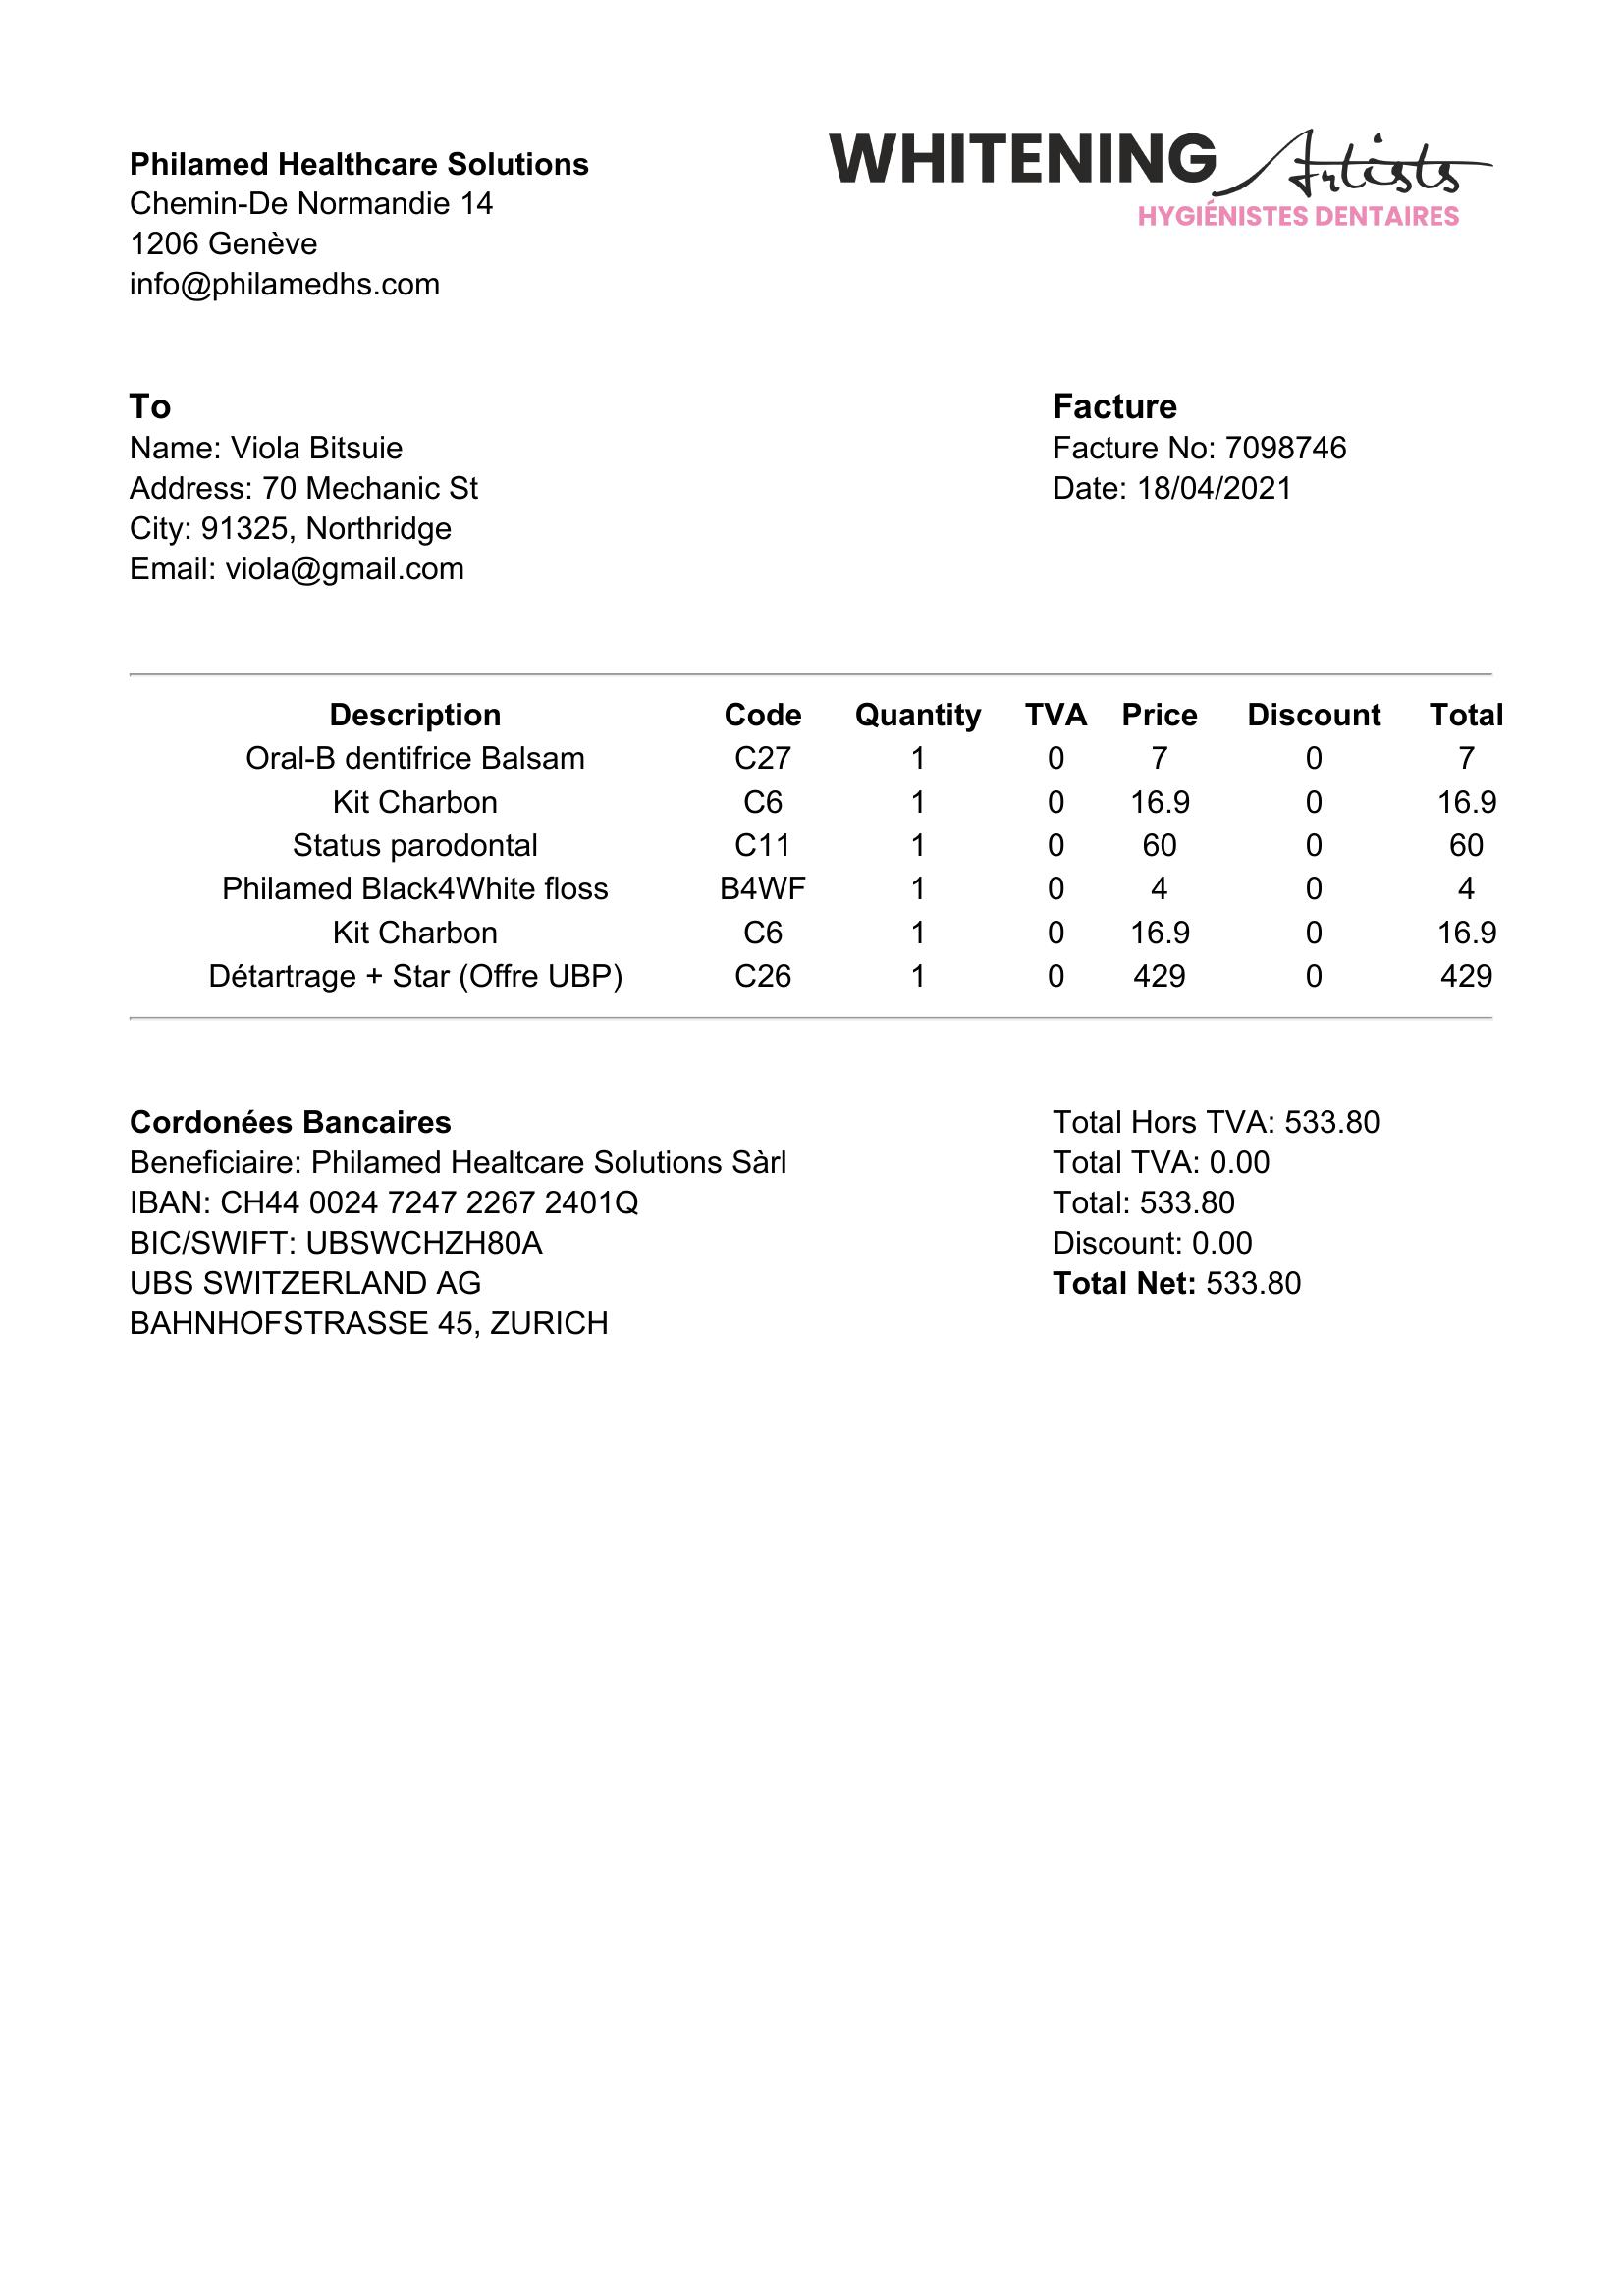 WHITENING Artists
HYGIÉNISTES DENTAIRES
Philamed Healthcare Solutions
Chemin-De Normandie 14
1206 Genève
info@philamedhs.com
To
Name: Viola Bitsuie
Address: 70 Mechanic St
City: 91325, Northridge
Email: viola@gmail.com
Facture
Facture No: 7098746
Date: 18/04/2021
Description Code Quantity TVA Price Discount Total
Oral-B dentifrice Balsam C27 1 0 7 0 7
Kit Charbon C6 1 0 16.9 0 16.9
Status parodontal C11 1 0 60 0 60
Philamed Black4White floss B4WF 1 0 4 0 4
Kit Charbon C6 1 0 16.9 0 16.9
Détartrage + Star (Offre UBP) C26 1 0 429 0 429
Cordonées Bancaires
Beneficiaire: Philamed Healtcare Solutions Sàrl
IBAN: CH44 0024 7247 2267 2401Q
BIC/SWIFT: UBSWCHZH80A
UBS SWITZERLAND AG
BAHNHOFSTRASSE 45, ZURICH
Total Hors TVA: 533.80
Total TVA: 0.00
Total: 533.80
Discount: 0.00
Total Net: 533.80